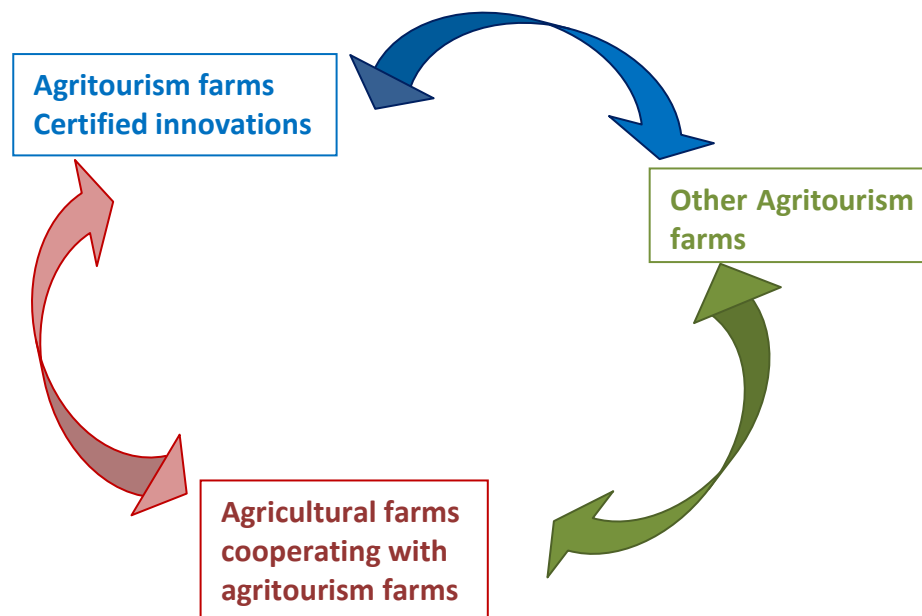 Agritourism farms
Certified innovations
Other Agritourism
farms
Agricultural farms
cooperating with
agritourism farms